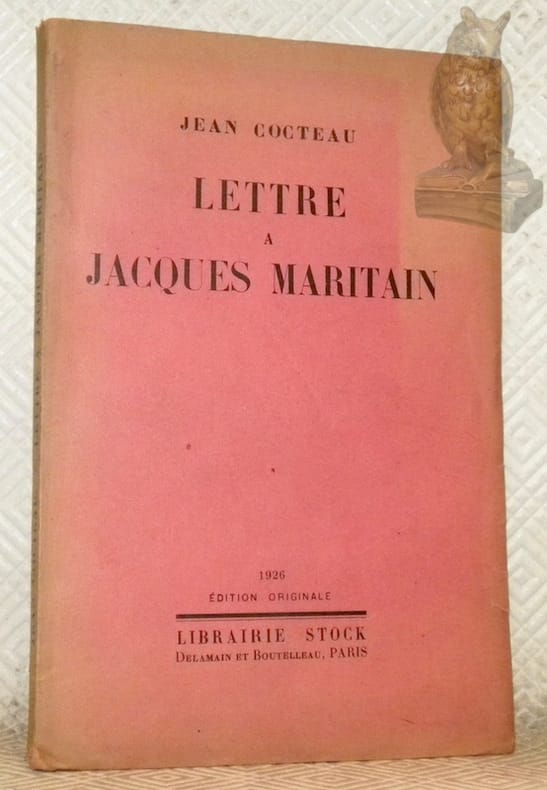 JEAN COCTEAU
LETTRE
A
JACQUES MARITAIN
1926
ÉDITION ORIGINALE
LIBRAIRIE STOCK
DELAMAIN ET BOUTELLEAU, PARIS